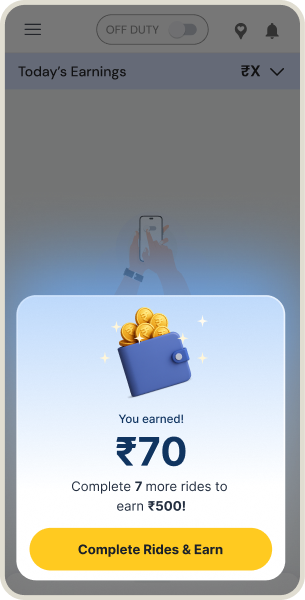 OFF DUTY
Today's Earnings ₹X
You earned!
₹70
Complete 7 more rides to
earn ₹500!
Complete Rides & Earn